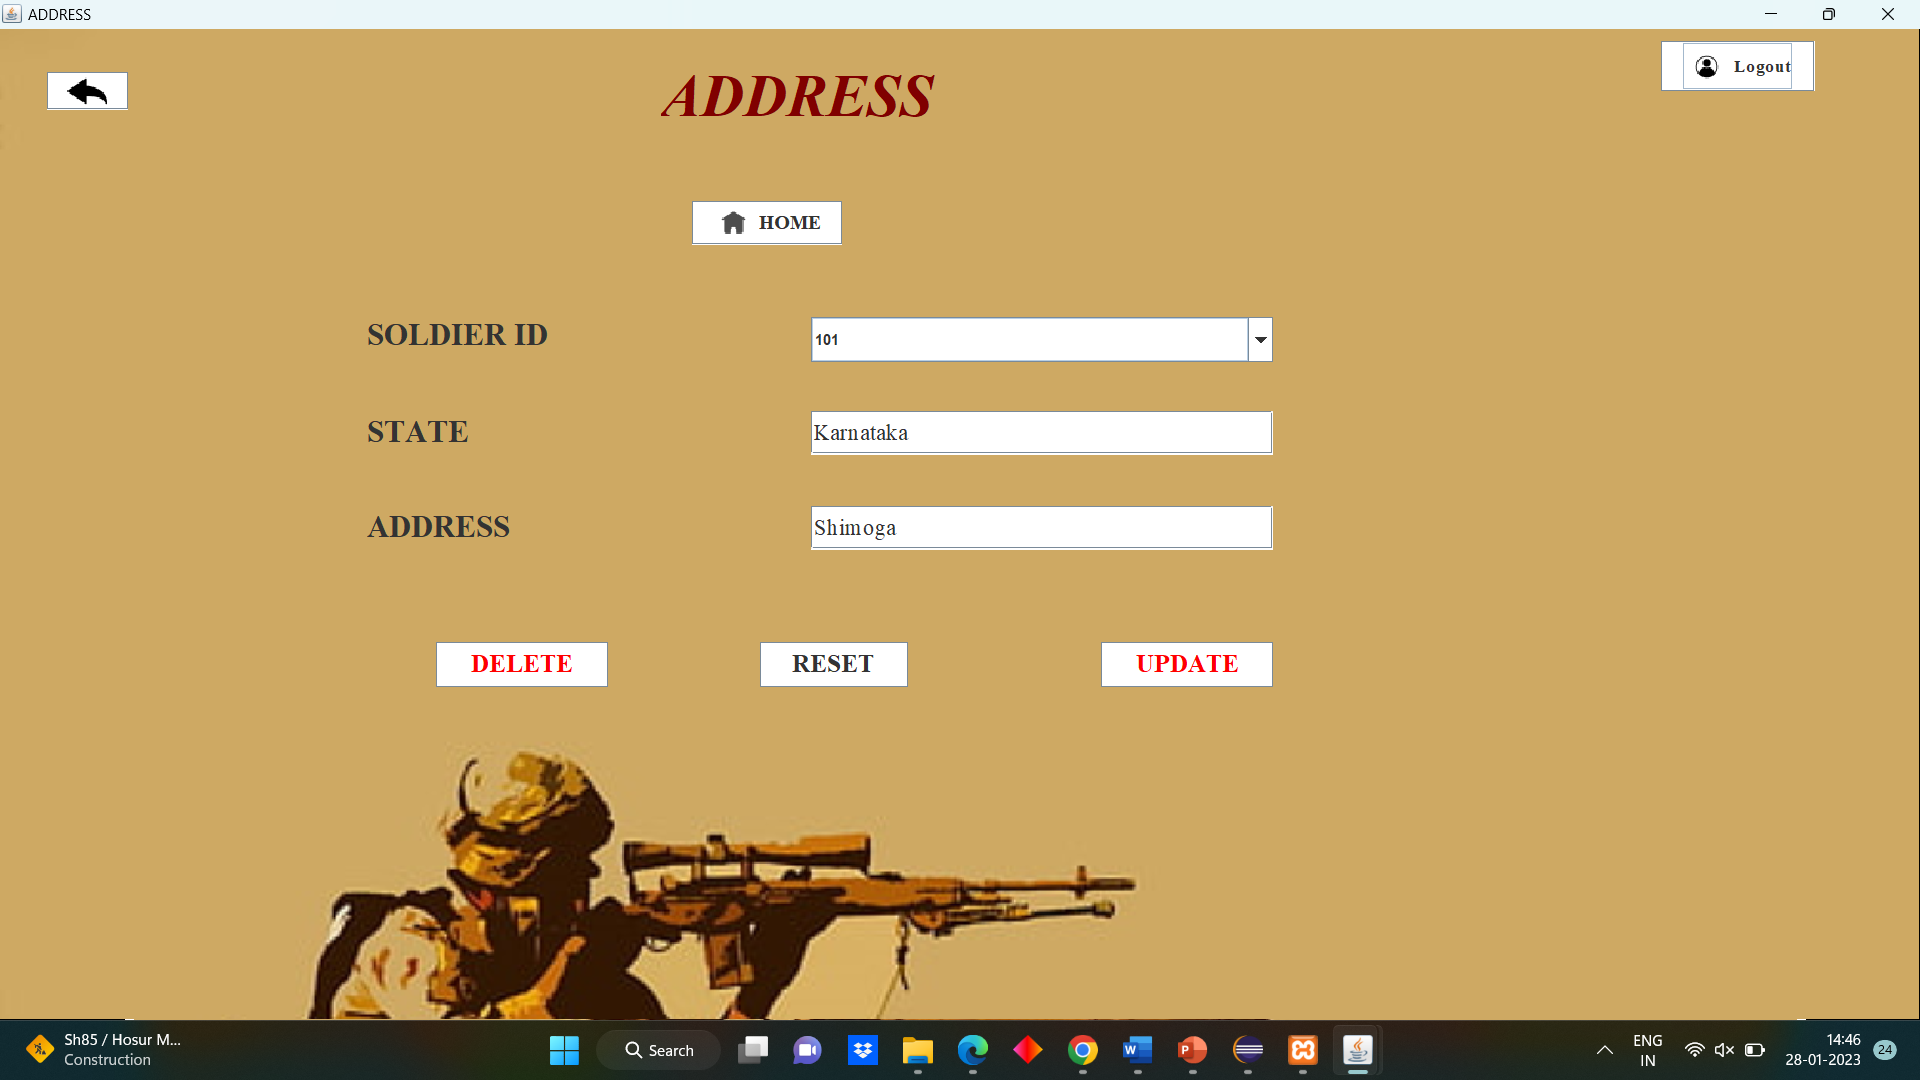 ADDRESS
Logout
ADDRESS
HOME
SOLDIER ID
101
STATE
Karnataka
ADDRESS
Shimoga
DELETE
RESET
UPDATE
Sh85 / Hosur M...
Construction
Search
ENG
IN
14:46
28-01-2023
24